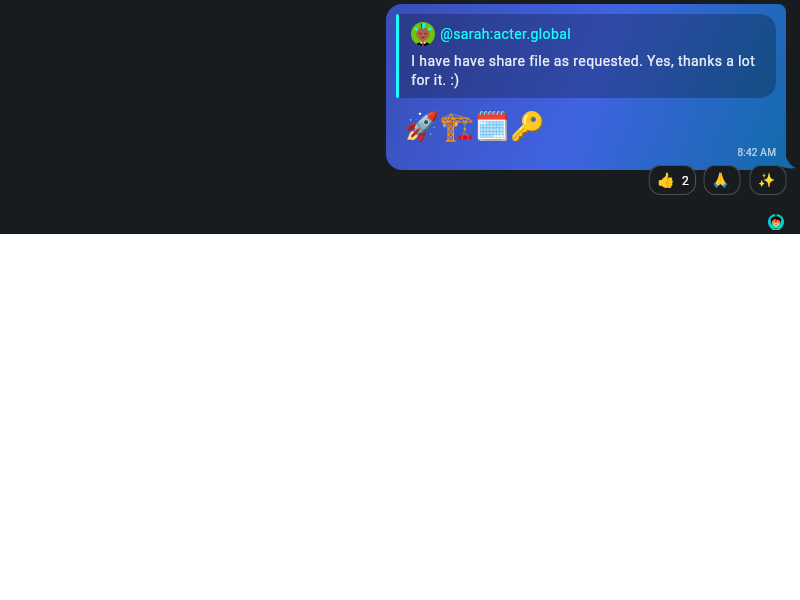 @sarah:acter.global
I have have share file as requested. Yes, thanks a lot
for it. :)
🚀🏗️🗓️🔑
8:42 AM
👍 2 🙏 ✨